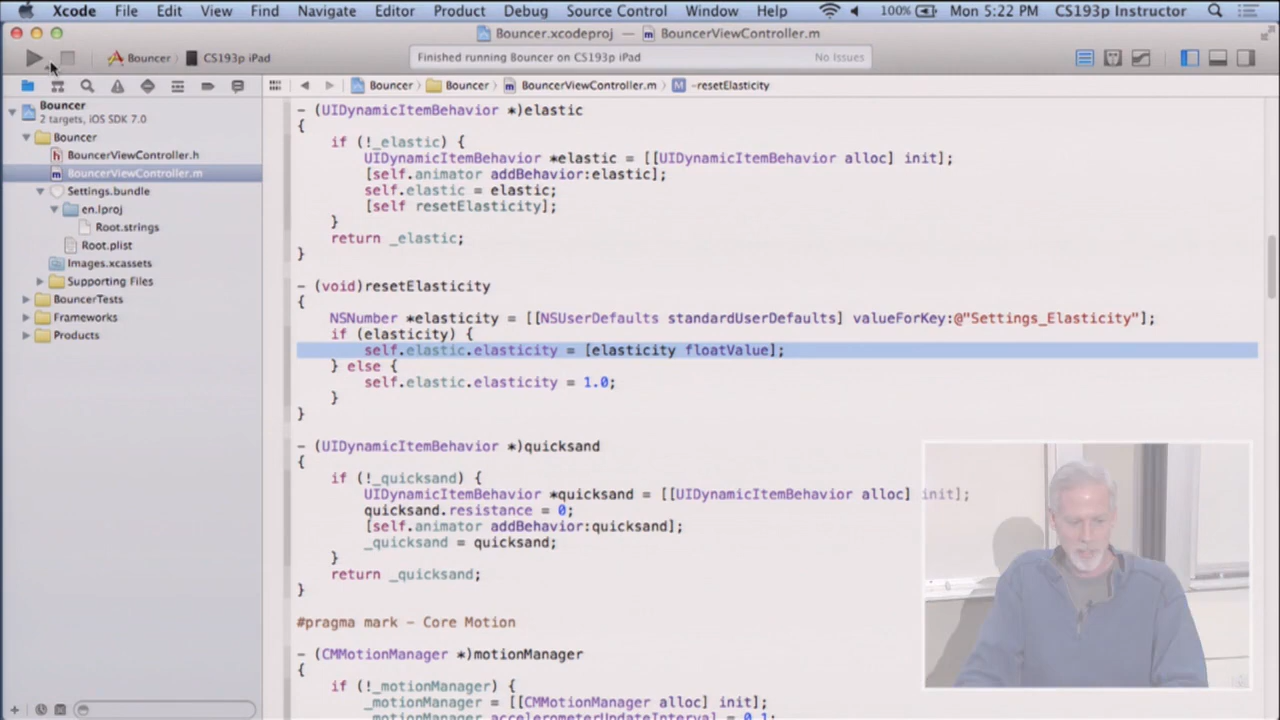 Xcode File Edit View Find Navigate Editor Product Debug Source Control Window Help 100% Mon 5:22 PM CS193p Instructor
Bouncer.xcodeproj — BouncerViewController.m
Bouncer CS193p iPad Finished running Bouncer on CS193p iPad No Issues
Bouncer Bouncer BouncerViewController.m M -resetElasticity
Bouncer
2 targets, iOS SDK 7.0
Bouncer
h BouncerViewController.h
m BouncerViewController.m
Settings.bundle
en.lproj
Root.strings
Root.plist
Images.xcassets
Supporting Files
BouncerTests
Frameworks
Products
- (UIDynamicItemBehavior *)elastic
{
if (!_elastic) {
UIDynamicItemBehavior *elastic = [[UIDynamicItemBehavior alloc] init];
[self.animator addBehavior:elastic];
self.elastic = elastic;
[self resetElasticity];
}
return _elastic;
}
- (void)resetElasticity
{
NSNumber *elasticity = [[NSUserDefaults standardUserDefaults] valueForKey:@"Settings_Elasticity"];
if (elasticity) {
self.elastic.elasticity = [elasticity floatValue];
} else {
self.elastic.elasticity = 1.0;
}
}
- (UIDynamicItemBehavior *)quicksand
{
if (!_quicksand) {
UIDynamicItemBehavior *quicksand = [[UIDynamicItemBehavior alloc] init];
quicksand.resistance = 0;
[self.animator addBehavior:quicksand];
_quicksand = quicksand;
}
return _quicksand;
}
#pragma mark - Core Motion
- (CMMotionManager *)motionManager
{
if (!_motionManager) {
_motionManager = [[CMMotionManager alloc] init];
_motionManager.accelerometerUpdateInterval = 0.1;